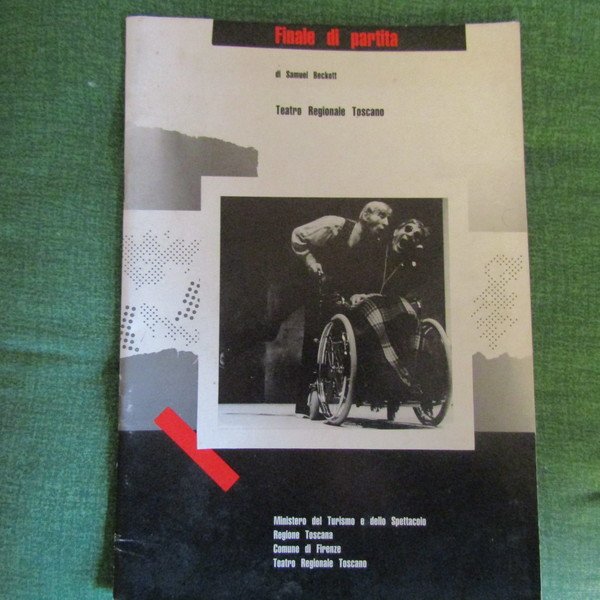 Finale di partita
di Samuel Beckett
Teatro Regionale Toscano
Ministero del Turismo e dello Spettacolo
Regione Toscana
Comune di Firenze
Teatro Regionale Toscano